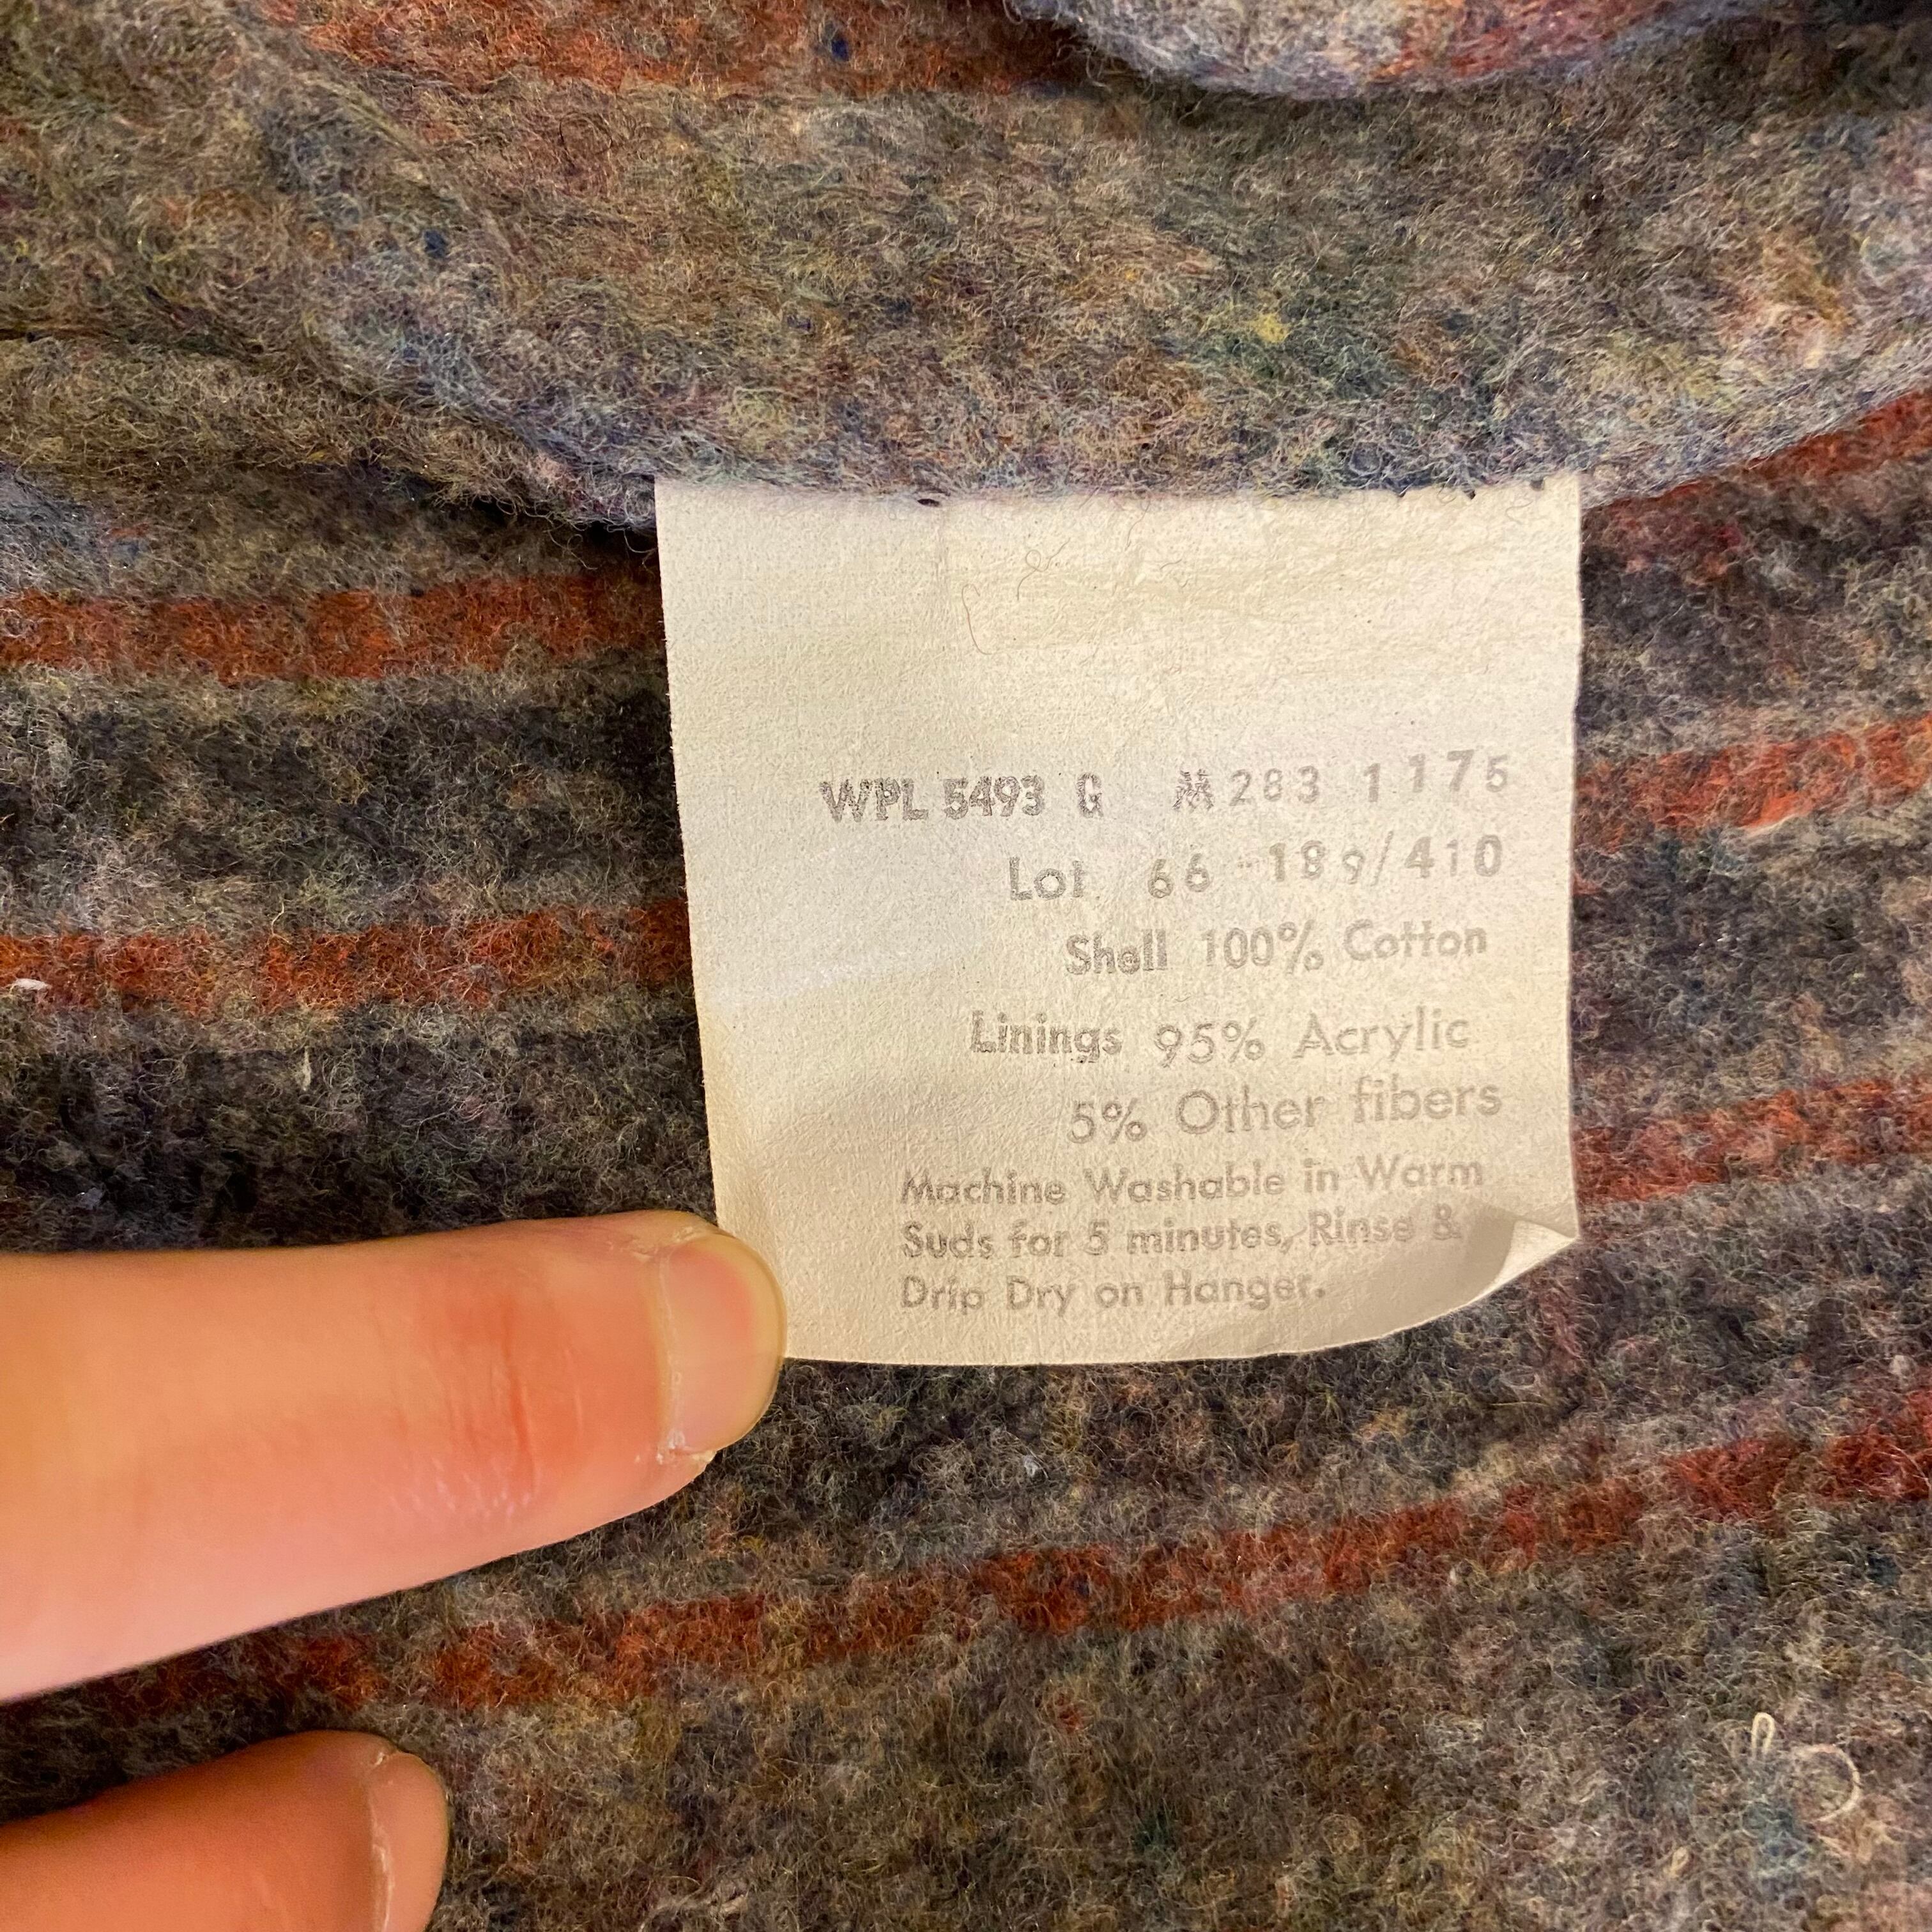 WPL 5493 G M 283 1175
Lot 66-189/410
Shell 100% Cotton
Linings 95% Acrylic
5% Other fibers
Machine Washable in Warm
Suds for 5 minutes, Rinse &
Drip Dry on Hanger.